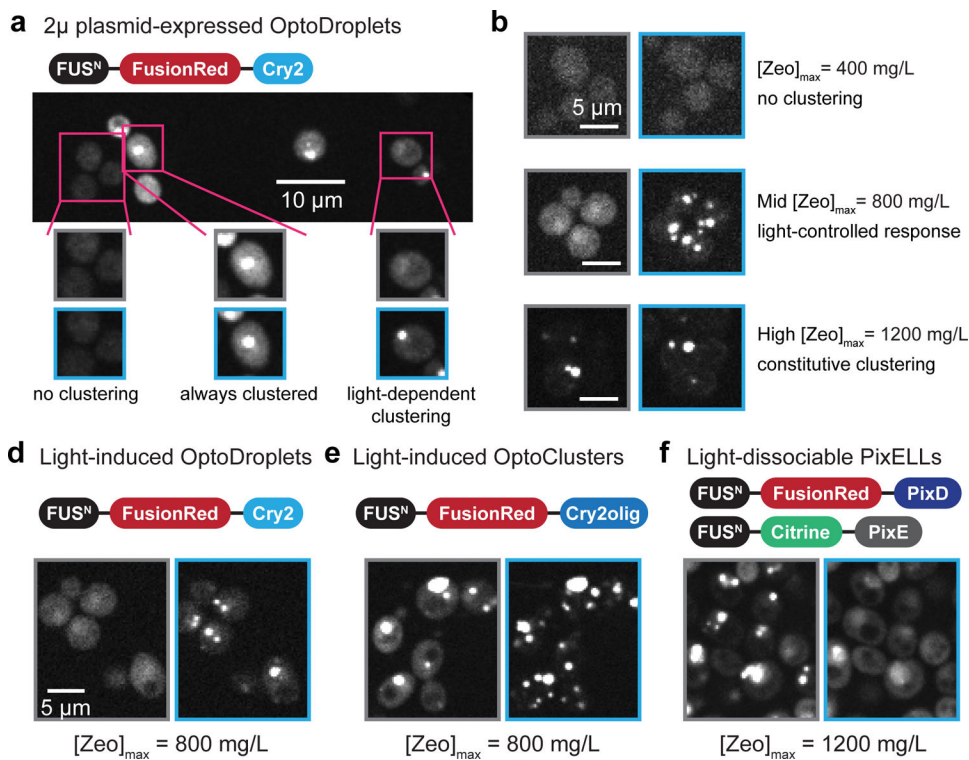 a 2µ plasmid-expressed OptoDroplets
FUSᴺ FusionRed Cry2
10 µm
no clustering
always clustered
light-dependent
clustering
b
5 µm
[Zeo]max= 400 mg/L
no clustering
Mid [Zeo]max= 800 mg/L
light-controlled response
High [Zeo]max= 1200 mg/L
constitutive clustering
d Light-induced OptoDroplets
FUSᴺ FusionRed Cry2
5 µm
[Zeo]max = 800 mg/L
e Light-induced OptoClusters
FUSᴺ FusionRed Cry2olig
[Zeo]max = 800 mg/L
f Light-dissociable PixELLs
FUSᴺ FusionRed PixD
FUSᴺ Citrine PixE
[Zeo]max = 1200 mg/L